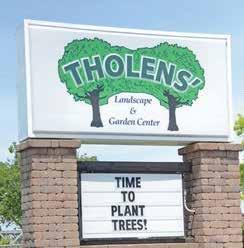 THOLENS'
Landscape
&
Garden Center
TIME
TO
PLANT
TREES!